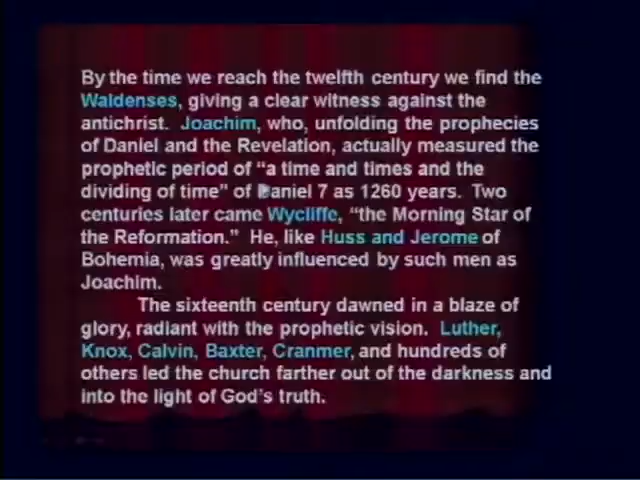 By the time we reach the twelfth century we find the
Waldenses, giving a clear witness against the
antichrist. Joachim, who, unfolding the prophecies
of Daniel and the Revelation, actually measured the
prophetic period of “a time and times and the
dividing of time” of Daniel 7 as 1260 years. Two
centuries later came Wycliffe, “the Morning Star of
the Reformation.” He, like Huss and Jerome of
Bohemia, was greatly influenced by such men as
Joachim.
The sixteenth century dawned in a blaze of
glory, radiant with the prophetic vision. Luther,
Knox, Calvin, Baxter, Cranmer, and hundreds of
others led the church farther out of the darkness and
into the light of God’s truth.